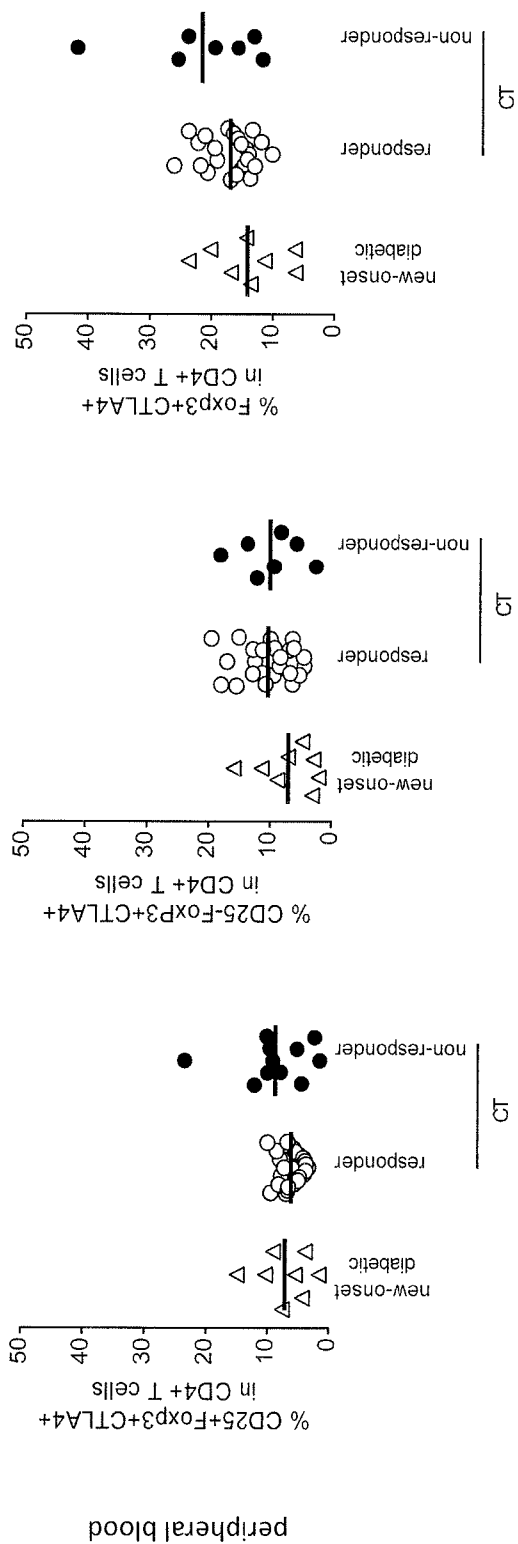 peripheral blood
% CD25+Foxp3+CTLA4+
in CD4+ T cells
50
40
30
20
10
0
new-onset
diabetic
responder
non-responder
CT
% CD25-FoxP3+CTLA4+
in CD4+ T cells
50
40
30
20
10
0
new-onset
diabetic
responder
non-responder
CT
% Foxp3+CTLA4+
in CD4+ T cells
50
40
30
20
10
0
new-onset
diabetic
responder
non-responder
CT